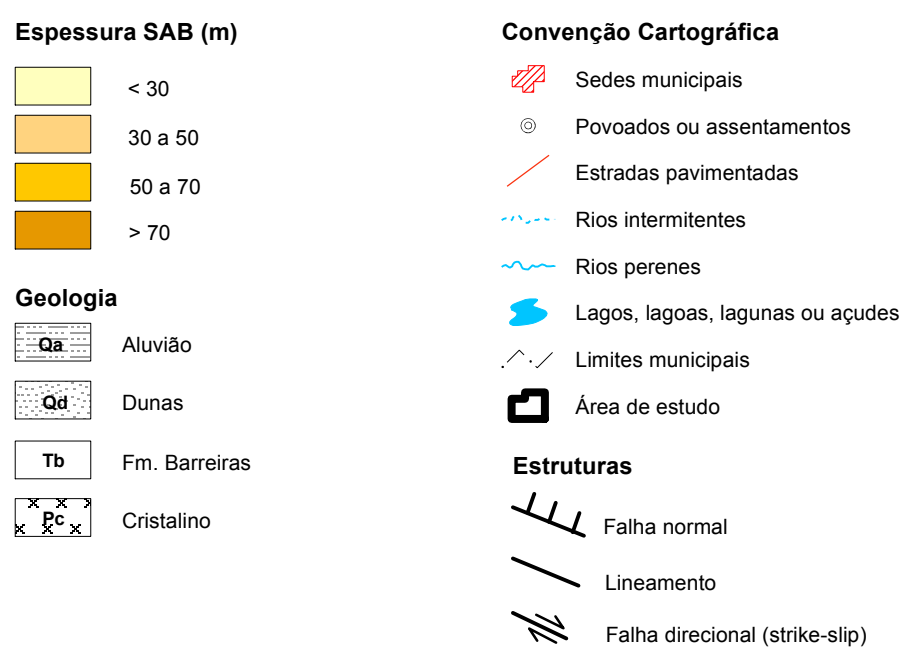 Espessura SAB (m)
< 30
30 a 50
50 a 70
> 70
Geologia
Qa Aluvião
Qd Dunas
Tb Fm. Barreiras
Pc Cristalino
Convenção Cartográfica
Sedes municipais
Povoados ou assentamentos
Estradas pavimentadas
Rios intermitentes
Rios perenes
Lagos, lagoas, lagunas ou açudes
Limites municipais
Área de estudo
Estruturas
Falha normal
Lineamento
Falha direcional (strike-slip)